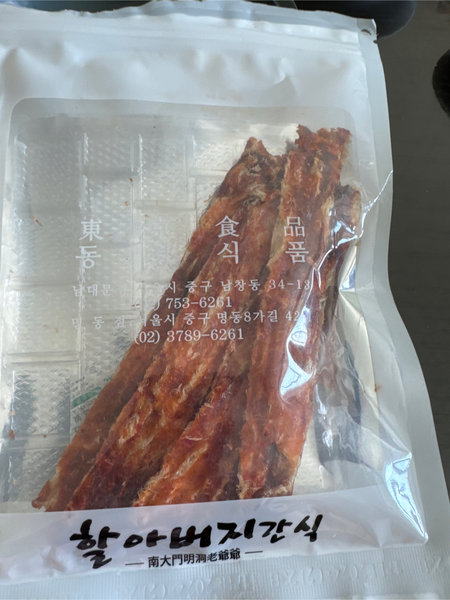 東 食 品
동 식 품
남대문 시 중구 남창동 34-13
753-6261
명동 서울시 중구 명동8가길 42
(02) 3789-6261
할아버지간식
— 南大門明洞老爺爺 —